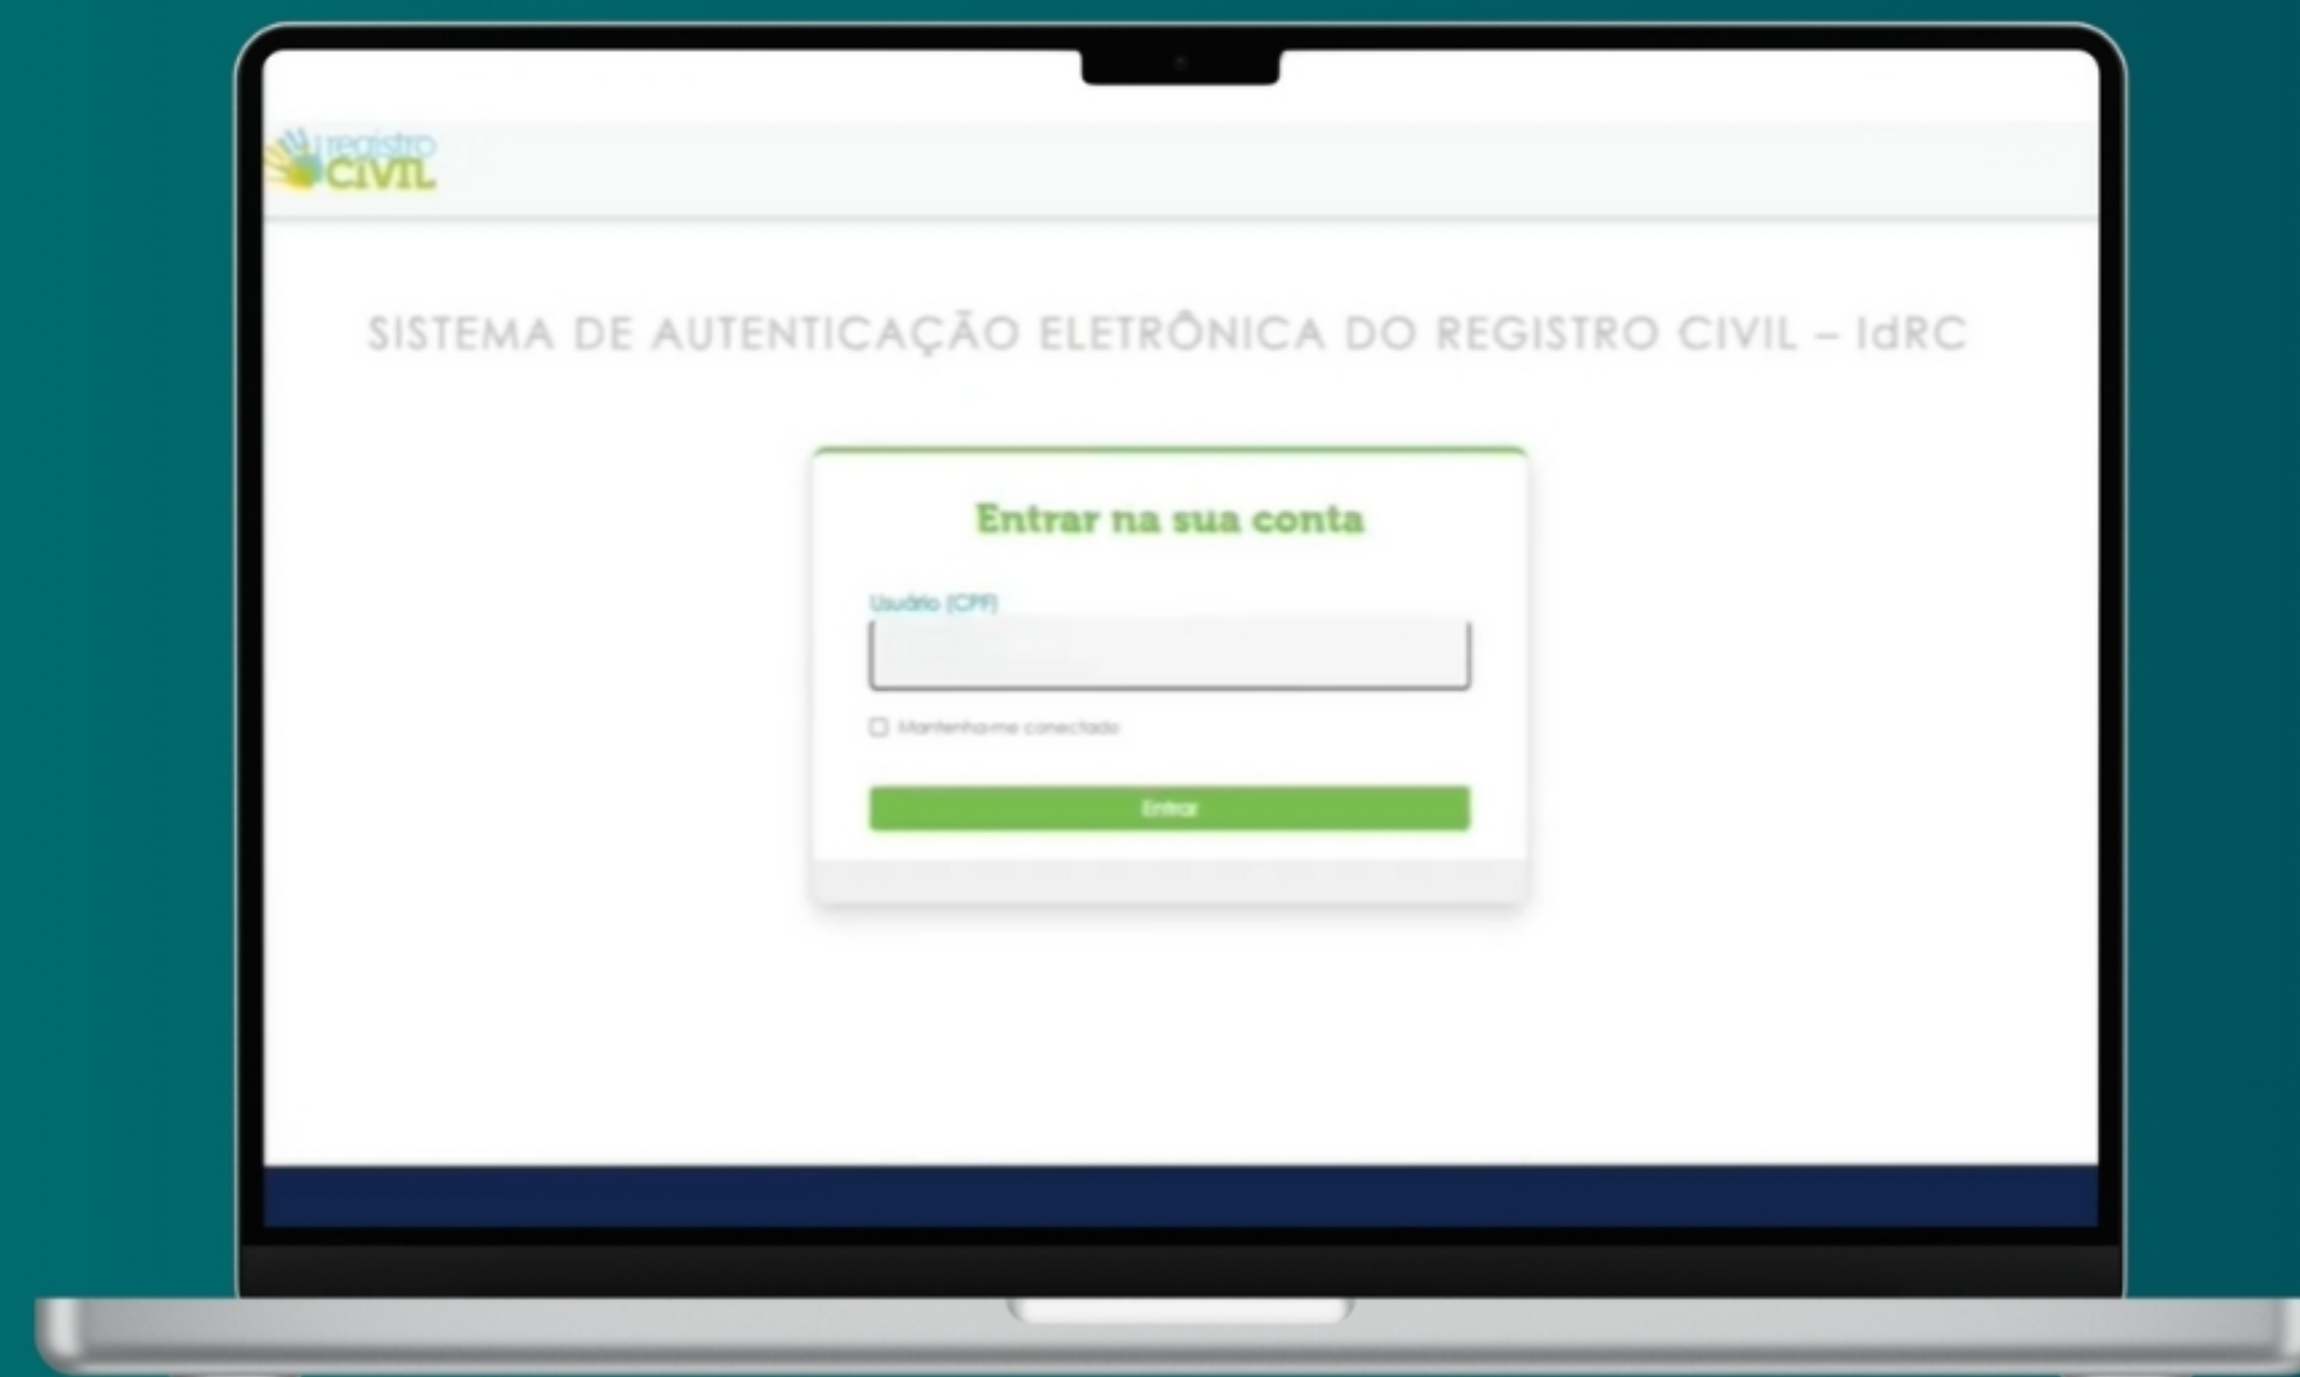 registro
CIVIL
SISTEMA DE AUTENTICAÇÃO ELETRÔNICA DO REGISTRO CIVIL – IdRC
Entrar na sua conta
Usuário (CPF)
Mantenha-me conectado
Entrar